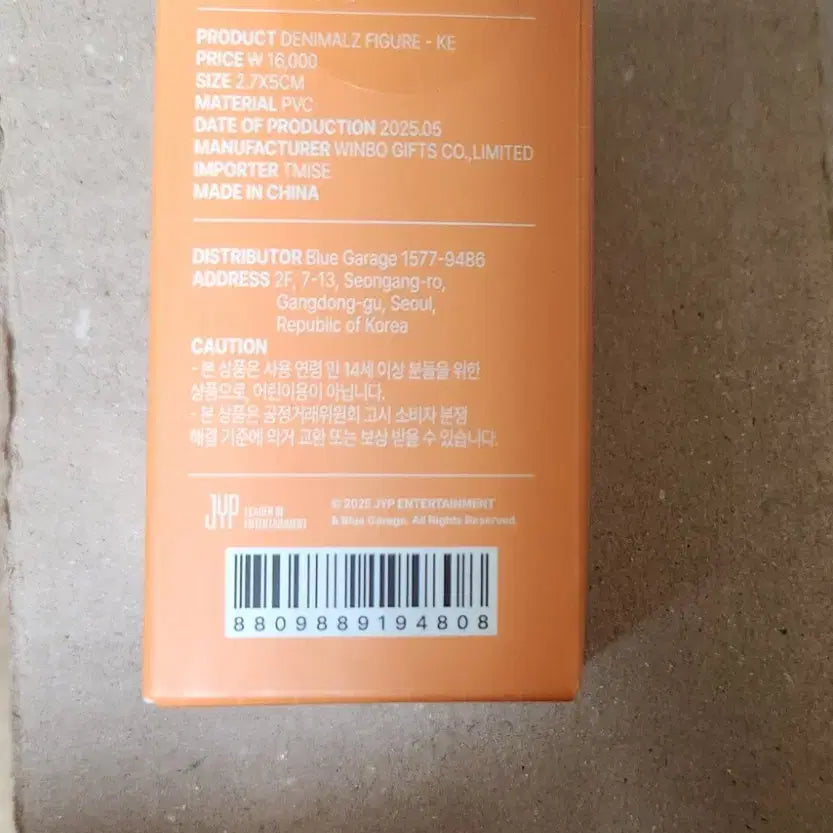 PRODUCT DENIMALZ FIGURE - KE
PRICE ₩ 16,000
SIZE 2.7X5CM
MATERIAL PVC
DATE OF PRODUCTION 2025.05
MANUFACTURER WINBO GIFTS CO.,LIMITED
IMPORTER TMISE
MADE IN CHINA
DISTRIBUTOR Blue Garage 1577-9486
ADDRESS 2F, 7-13, Seongang-ro,
Gangdong-gu, Seoul,
Republic of Korea
CAUTION
- 본 상품은 사용 연령 만 14세 이상 분들을 위한
상품으로, 어린이용이 아닙니다.
- 본 상품은 공정거래위원회 고시 소비자 분쟁
해결 기준에 의거 교환 또는 보상 받을 수 있습니다.
JYP LEADER IN
ENTERTAINMENT
© 2025 JYP ENTERTAINMENT
& Blue Garage. All Rights Reserved.
8809889194808